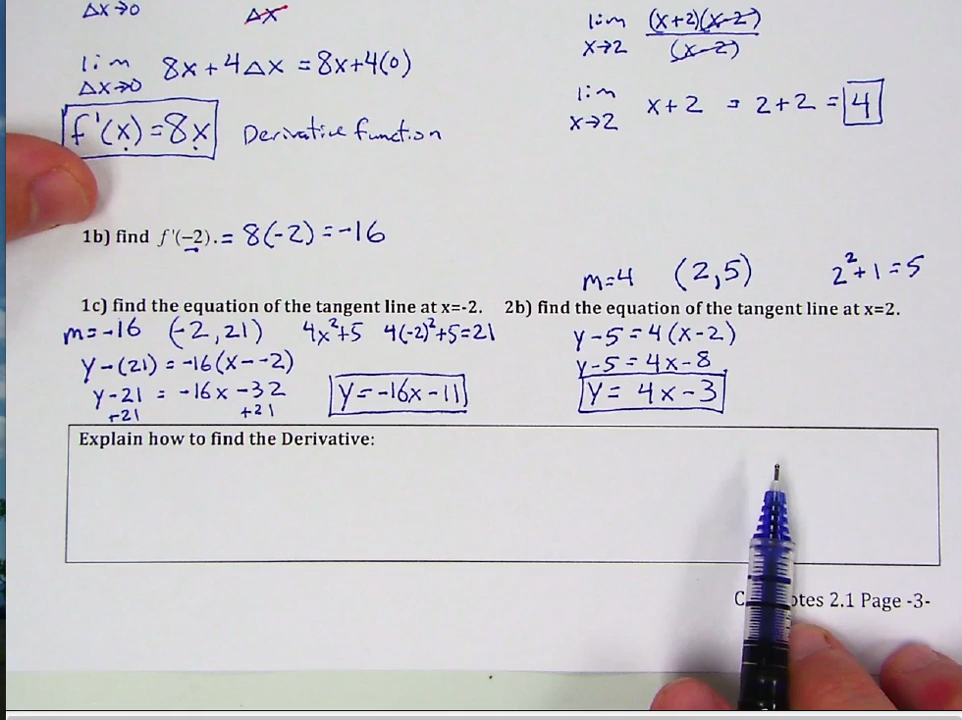 Δx→0 Δx
lim 8x+4Δx = 8x+4(0)
Δx→0
f'(x) = 8x Derivative function
lim (x+2)(x-2)
x→2 (x-2)
lim x+2 = 2+2 = 4
x→2
1b) find f'(−2). = 8(-2) = -16
m=4 (2,5) 2²+1=5
1c) find the equation of the tangent line at x=-2. 2b) find the equation of the tangent line at x=2.
m=-16 (-2,21) 4x²+5 4(-2)²+5=21
y-(21) = -16(x--2)
y-21 = -16x-32
+21 +21
y=-16x-11
y-5=4(x-2)
y-5=4x-8
y= 4x-3
Explain how to find the Derivative:
otes 2.1 Page -3-